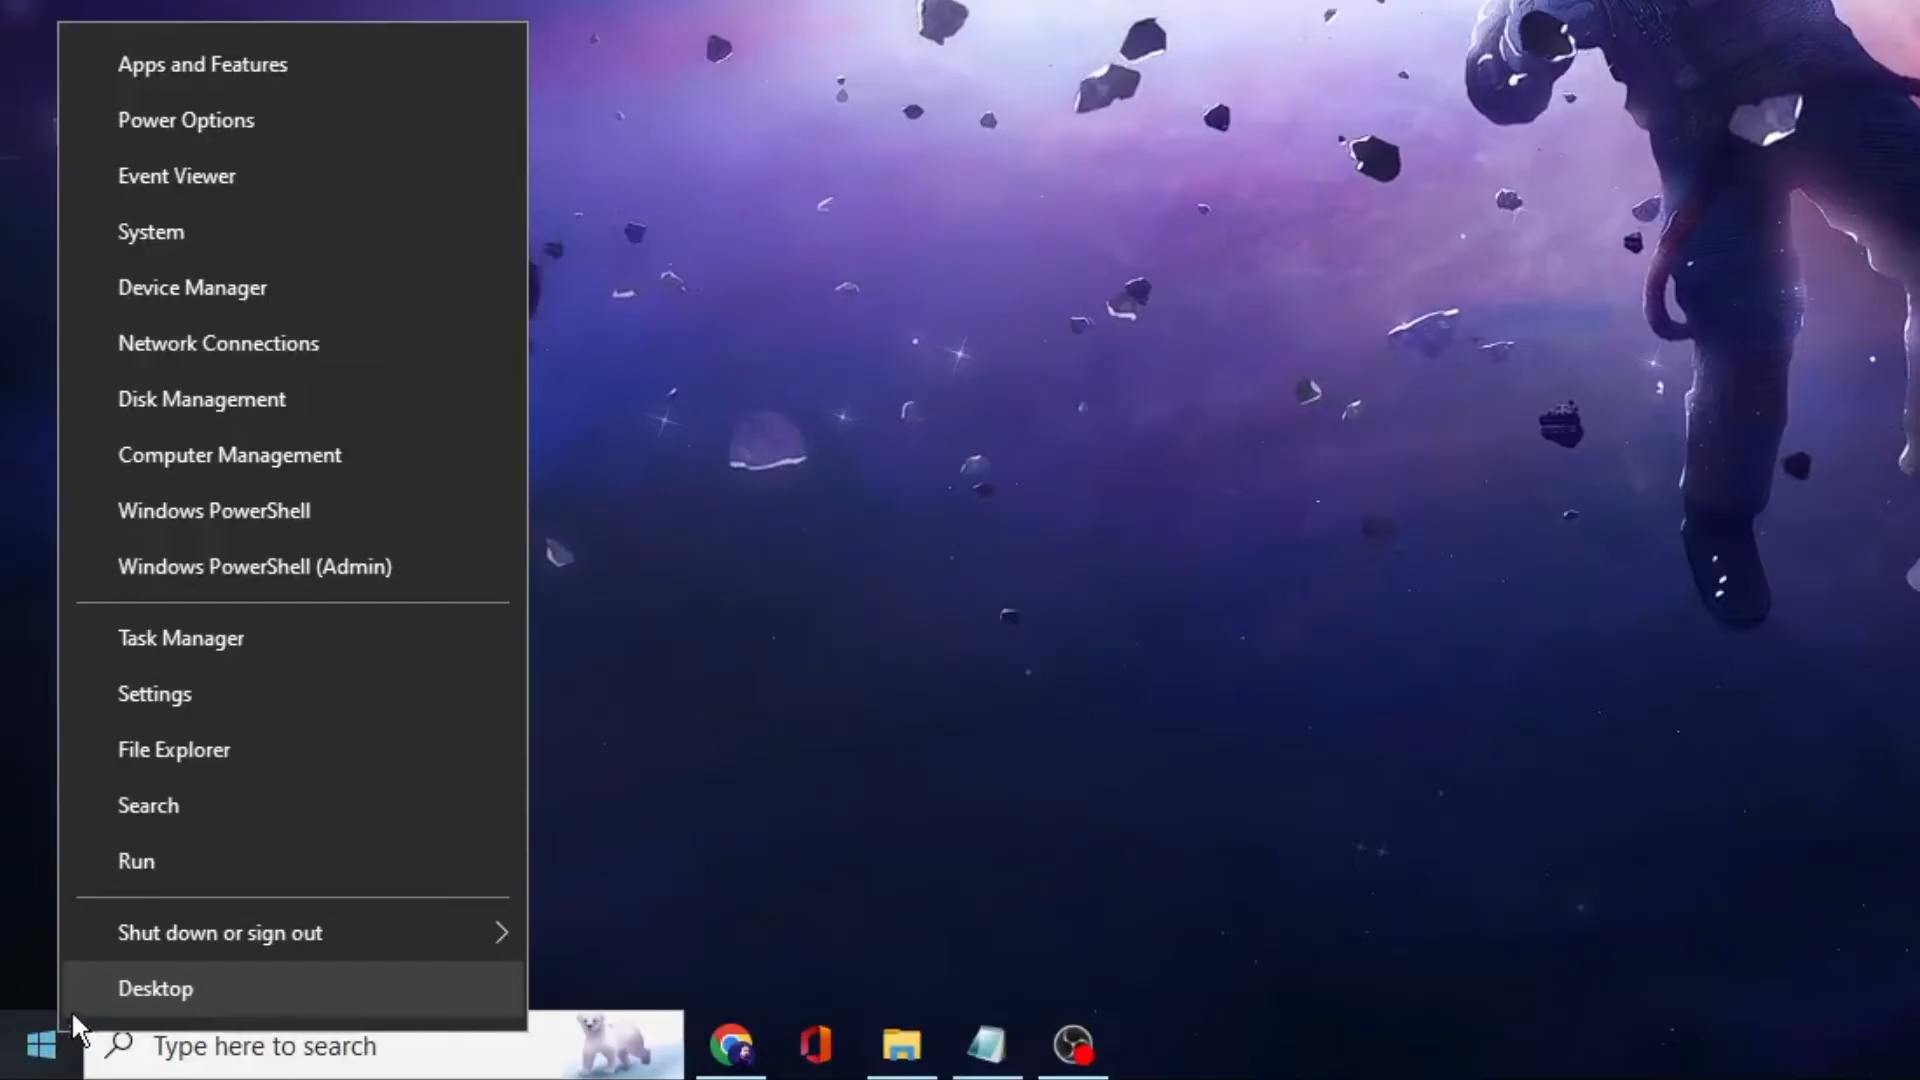 Apps and Features
Power Options
Event Viewer
System
Device Manager
Network Connections
Disk Management
Computer Management
Windows PowerShell
Windows PowerShell (Admin)
Task Manager
Settings
File Explorer
Search
Run
Shut down or sign out
Desktop
Type here to search